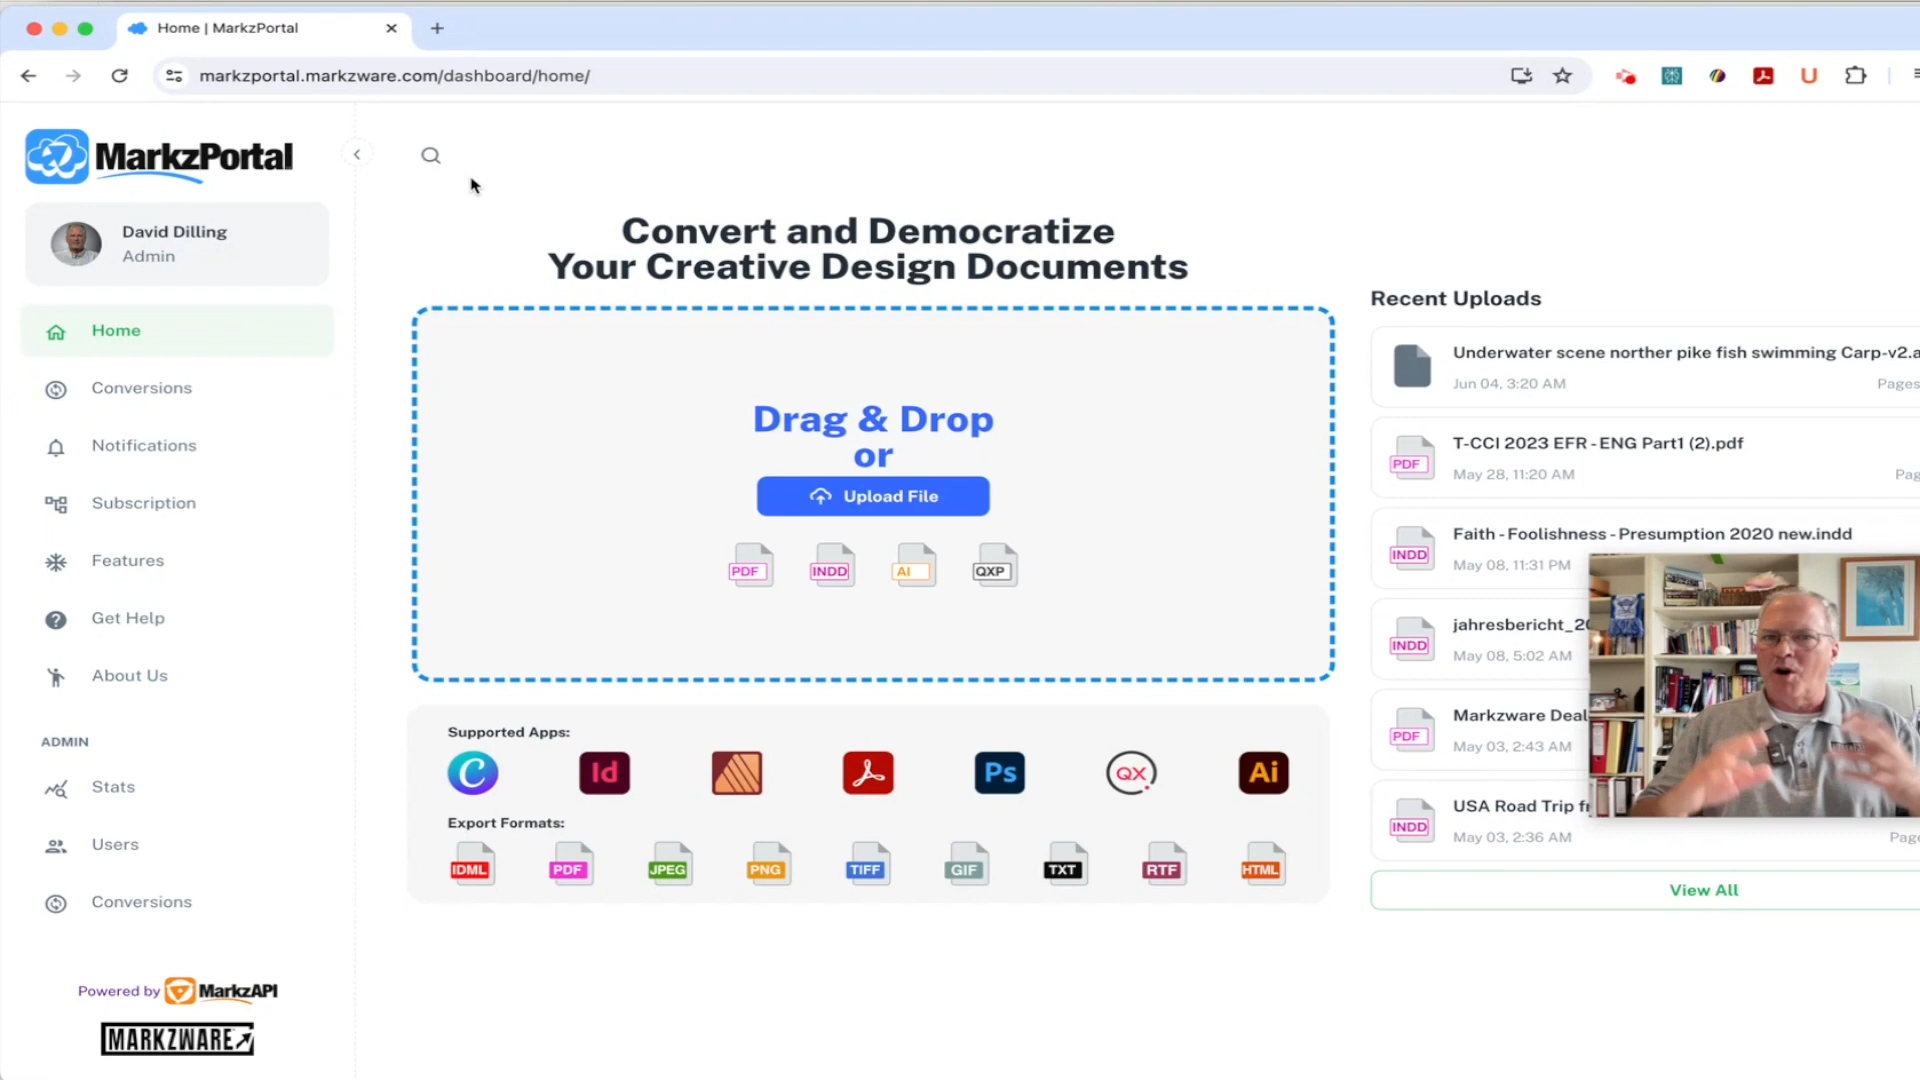 Home | MarkzPortal
markzportal.markzware.com/dashboard/home/
MarkzPortal
David Dilling
Admin
Home
Conversions
Notifications
Subscription
Features
Get Help
About Us
ADMIN
Stats
Users
Conversions
Powered by MarkzAPI
MARKZWARE
Convert and Democratize
Your Creative Design Documents
Drag & Drop
or
Upload File
PDF INDD AI QXP
Supported Apps:
C Id Ps QX Ai
Export Formats:
IDML PDF JPEG PNG TIFF GIF TXT RTF HTML
Recent Uploads
Underwater scene norther pike fish swimming Carp-v2.a
Jun 04, 3:20 AM Pages
PDF
T-CCI 2023 EFR - ENG Part1 (2).pdf
May 28, 11:20 AM Pag
INDD
Faith - Foolishness - Presumption 2020 new.indd
May 08, 11:31 PM
INDD
jahresbericht_20
May 08, 5:02 AM
PDF
Markzware Deal
May 03, 2:43 AM
INDD
USA Road Trip fr
May 03, 2:36 AM Page
View All